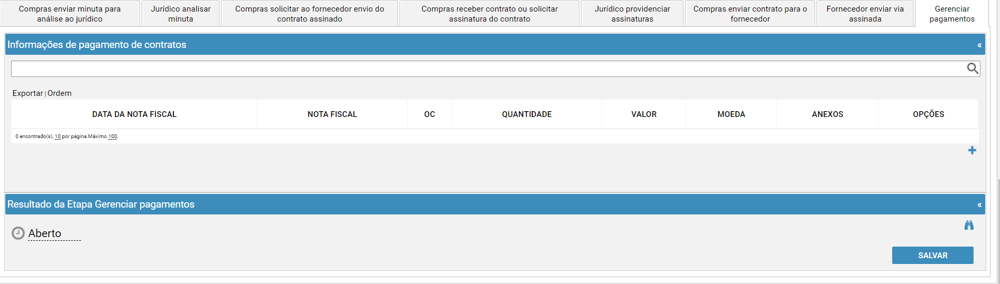 Compras enviar minuta para
análise ao jurídico
Jurídico analisar
minuta
Compras solicitar ao fornecedor envio do
contrato assinado
Compras receber contrato ou solicitar
assinatura do contrato
Jurídico providenciar
assinaturas
Compras enviar contrato para o
fornecedor
Fornecedor enviar via
assinada
Gerenciar
pagamentos
Informações de pagamento de contratos «
Exportar | Ordem
DATA DA NOTA FISCAL NOTA FISCAL OC QUANTIDADE VALOR MOEDA ANEXOS OPÇÕES
0 encontrado(s), 10 por página.Máximo 100.
Resultado da Etapa Gerenciar pagamentos «
Aberto
SALVAR